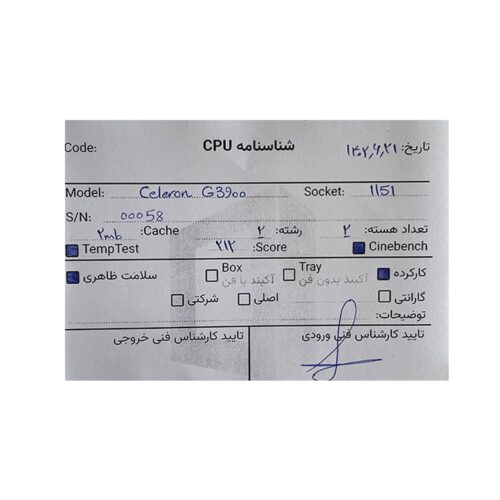 Code: شناسنامه CPU تاریخ: ۱۴۰۲,۶,۲۱
Model: Celeron G3900 Socket: 1151
S/N: 00058
۲mb Cache: رشته: ۲ تعداد هسته: ۲
TempTest ۲۱۲ Score: Cinebench
کارکرده Tray آکبند بدون فن Box آکبند با فن سلامت ظاهری
گارانتی اصلی شرکتی
توضیحات:
تایید کارشناس فنی ورودی تایید کارشناس فنی خروجی